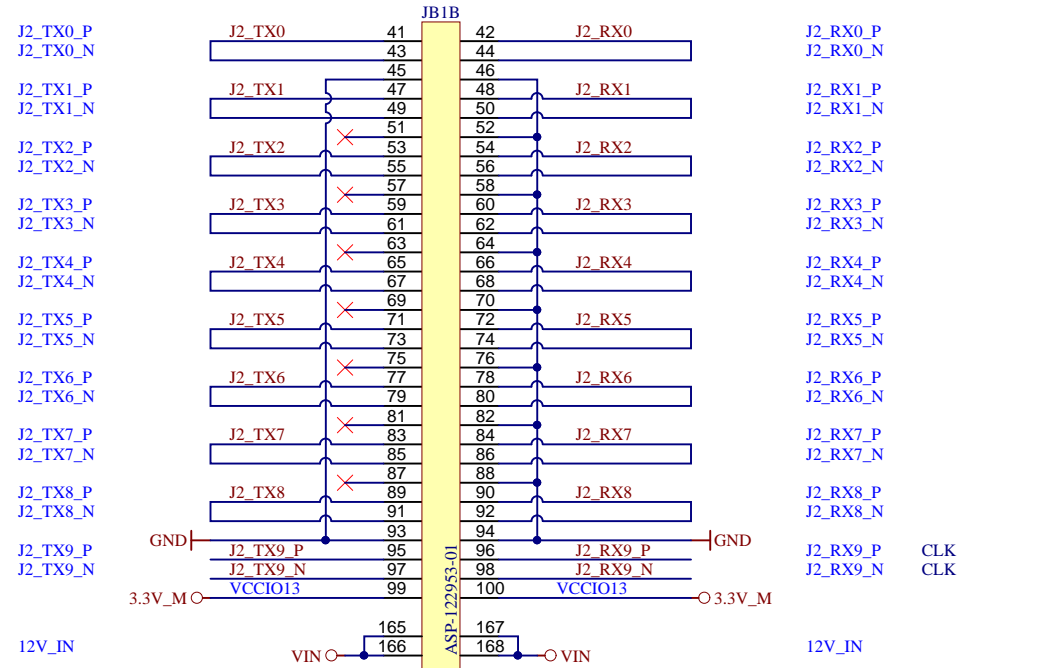 JB1B
J2_TX0_P J2_TX0 41 42 J2_RX0 J2_RX0_P
J2_TX0_N 43 44 J2_RX0_N
45 46
J2_TX1_P J2_TX1 47 48 J2_RX1 J2_RX1_P
J2_TX1_N 49 50 J2_RX1_N
51 52
J2_TX2_P J2_TX2 53 54 J2_RX2 J2_RX2_P
J2_TX2_N 55 56 J2_RX2_N
57 58
J2_TX3_P J2_TX3 59 60 J2_RX3 J2_RX3_P
J2_TX3_N 61 62 J2_RX3_N
63 64
J2_TX4_P J2_TX4 65 66 J2_RX4 J2_RX4_P
J2_TX4_N 67 68 J2_RX4_N
69 70
J2_TX5_P J2_TX5 71 72 J2_RX5 J2_RX5_P
J2_TX5_N 73 74 J2_RX5_N
75 76
J2_TX6_P J2_TX6 77 78 J2_RX6 J2_RX6_P
J2_TX6_N 79 80 J2_RX6_N
81 82
J2_TX7_P J2_TX7 83 84 J2_RX7 J2_RX7_P
J2_TX7_N 85 86 J2_RX7_N
87 88
J2_TX8_P J2_TX8 89 90 J2_RX8 J2_RX8_P
J2_TX8_N 91 92 J2_RX8_N
GND 93 94 GND
J2_TX9_P J2_TX9_P 95 96 J2_RX9_P J2_RX9_P CLK
J2_TX9_N J2_TX9_N 97 98 J2_RX9_N J2_RX9_N CLK
3.3V_M VCCIO13 99 100 VCCIO13 3.3V_M
ASP-122953-01
165 167
12V_IN VIN 166 168 VIN 12V_IN